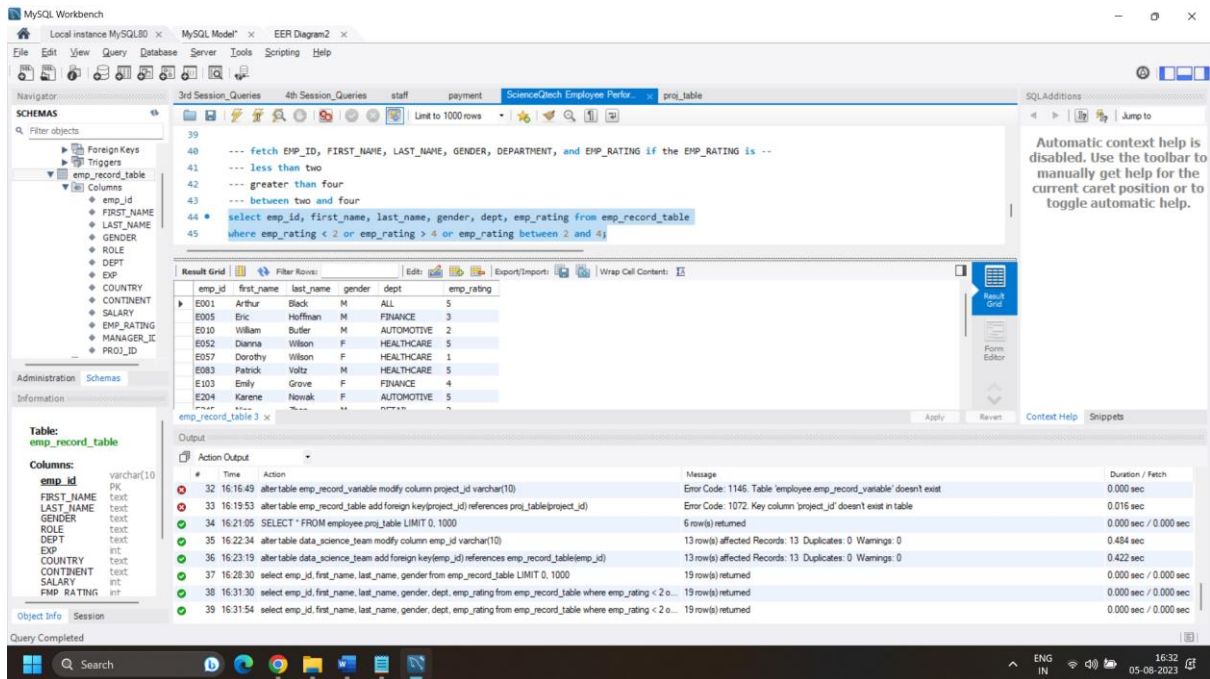 MySQL Workbench
Local instance MySQL80 × MySQL Model* × EER Diagram2 ×
File Edit View Query Database Server Tools Scripting Help
Navigator
SCHEMAS
Filter objects
Foreign Keys
Triggers
emp_record_table
Columns
emp_id
FIRST_NAME
LAST_NAME
GENDER
ROLE
DEPT
EXP
COUNTRY
CONTINENT
SALARY
EMP_RATING
MANAGER_ID
PROJ_ID
Administration Schemas
Information
Table:
emp_record_table
Columns:
emp_id varchar(10
PK
FIRST_NAME text
LAST_NAME text
GENDER text
ROLE text
DEPT text
EXP int
COUNTRY text
CONTINENT text
SALARY int
EMP_RATING int
Object Info Session
3rd Session_Queries 4th Session_Queries staff payment ScienceQtech Employee Perfor... × proj_table
Limit to 1000 rows
39
40 --- fetch EMP_ID, FIRST_NAME, LAST_NAME, GENDER, DEPARTMENT, and EMP_RATING if the EMP_RATING is --
41 --- less than two
42 --- greater than four
43 --- between two and four
44 select emp_id, first_name, last_name, gender, dept, emp_rating from emp_record_table
45 where emp_rating < 2 or emp_rating > 4 or emp_rating between 2 and 4;
Result Grid Filter Rows: Edit: Export/Import: Wrap Cell Content:
emp_id first_name last_name gender dept emp_rating
E001 Arthur Black M ALL 5
E005 Eric Hoffman M FINANCE 3
E010 William Butler M AUTOMOTIVE 2
E052 Dianna Wilson F HEALTHCARE 5
E057 Dorothy Wilson F HEALTHCARE 1
E083 Patrick Voltz M HEALTHCARE 5
E103 Emily Grove F FINANCE 4
E204 Karene Nowak F AUTOMOTIVE 5
Result Grid
Form Editor
emp_record_table 3 × Apply Revert
Output
Action Output
# Time Action Message Duration / Fetch
32 16:16:49 alter table emp_record_variable modify column project_id varchar(10) Error Code: 1146. Table 'employee.emp_record_variable' doesn't exist 0.000 sec
33 16:19:53 alter table emp_record_table add foreign key(project_id) references proj_table(project_id) Error Code: 1072. Key column 'project_id' doesn't exist in table 0.016 sec
34 16:21:05 SELECT * FROM employee.proj_table LIMIT 0, 1000 6 row(s) returned 0.000 sec / 0.000 sec
35 16:22:34 alter table data_science_team modify column emp_id varchar(10) 13 row(s) affected Records: 13 Duplicates: 0 Warnings: 0 0.484 sec
36 16:23:19 alter table data_science_team add foreign key(emp_id) references emp_record_table(emp_id) 13 row(s) affected Records: 13 Duplicates: 0 Warnings: 0 0.422 sec
37 16:28:30 select emp_id, first_name, last_name, gender from emp_record_table LIMIT 0, 1000 19 row(s) returned 0.000 sec / 0.000 sec
38 16:31:30 select emp_id, first_name, last_name, gender, dept, emp_rating from emp_record_table where emp_rating < 2 o... 19 row(s) returned 0.000 sec / 0.000 sec
39 16:31:54 select emp_id, first_name, last_name, gender, dept, emp_rating from emp_record_table where emp_rating < 2 o... 19 row(s) returned 0.000 sec / 0.000 sec
SQLAdditions
Jump to
Automatic context help is
disabled. Use the toolbar to
manually get help for the
current caret position or to
toggle automatic help.
Context Help Snippets
Query Completed
Search
ENG
IN
16:32
05-08-2023